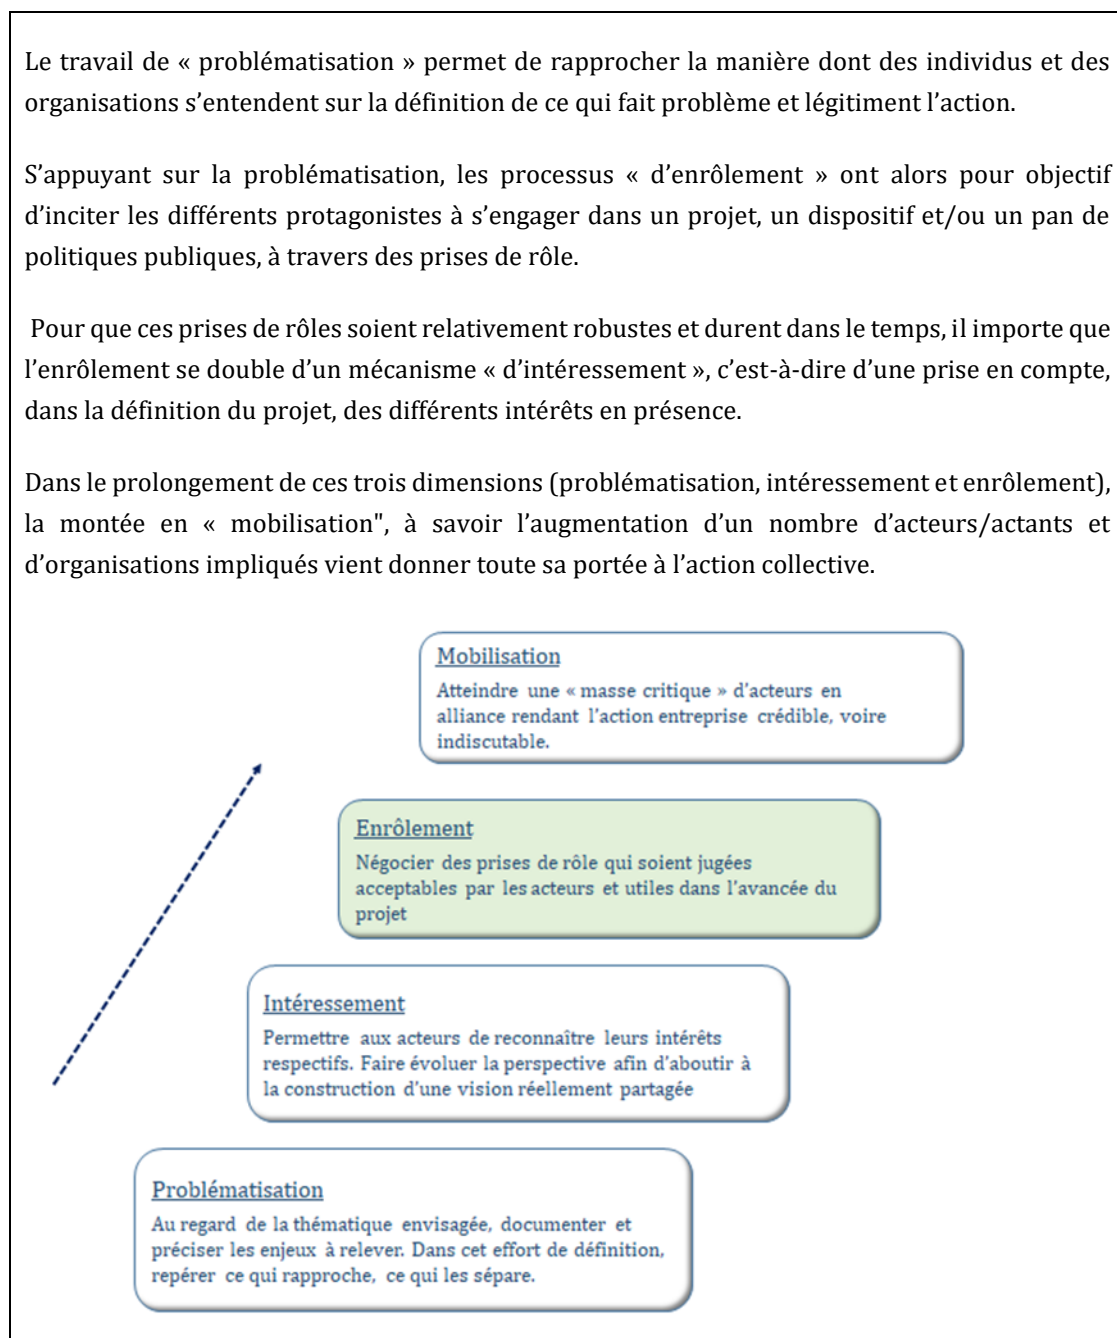 Le travail de « problématisation » permet de rapprocher la manière dont des individus et des
organisations s’entendent sur la définition de ce qui fait problème et légitiment l’action.
S’appuyant sur la problématisation, les processus « d’enrôlement » ont alors pour objectif
d’inciter les différents protagonistes à s’engager dans un projet, un dispositif et/ou un pan de
politiques publiques, à travers des prises de rôle.
Pour que ces prises de rôles soient relativement robustes et durent dans le temps, il importe que
l’enrôlement se double d’un mécanisme « d’intéressement », c’est-à-dire d’une prise en compte,
dans la définition du projet, des différents intérêts en présence.
Dans le prolongement de ces trois dimensions (problématisation, intéressement et enrôlement),
la montée en « mobilisation", à savoir l’augmentation d’un nombre d’acteurs/actants et
d’organisations impliqués vient donner toute sa portée à l’action collective.
Mobilisation
Atteindre une « masse critique » d’acteurs en
alliance rendant l’action entreprise crédible, voire
indiscutable.
Enrôlement
Négocier des prises de rôle qui soient jugées
acceptables par les acteurs et utiles dans l’avancée du
projet
Intéressement
Permettre aux acteurs de reconnaître leurs intérêts
respectifs. Faire évoluer la perspective afin d’aboutir à
la construction d’une vision réellement partagée
Problématisation
Au regard de la thématique envisagée, documenter et
préciser les enjeux à relever. Dans cet effort de définition,
repérer ce qui rapproche, ce qui les sépare.